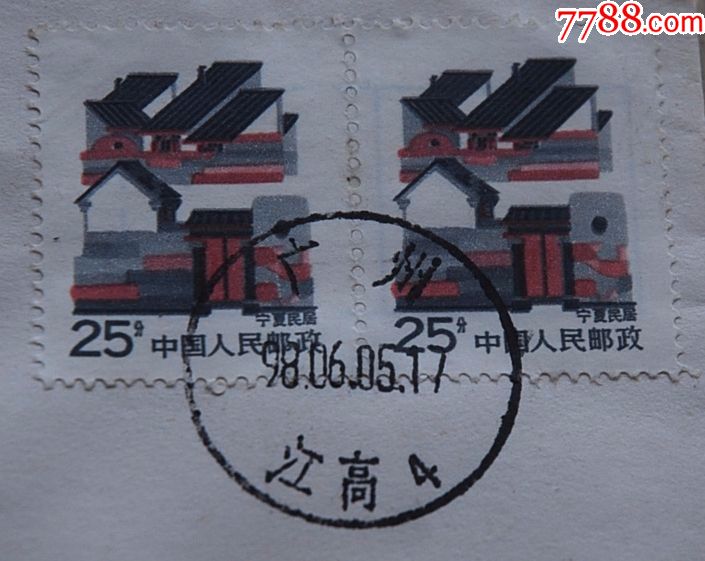 7788.com
宁夏民居
25分 中国人民邮政
宁夏民居
25分 中国人民邮政
广州
98.06.05.17
江高4